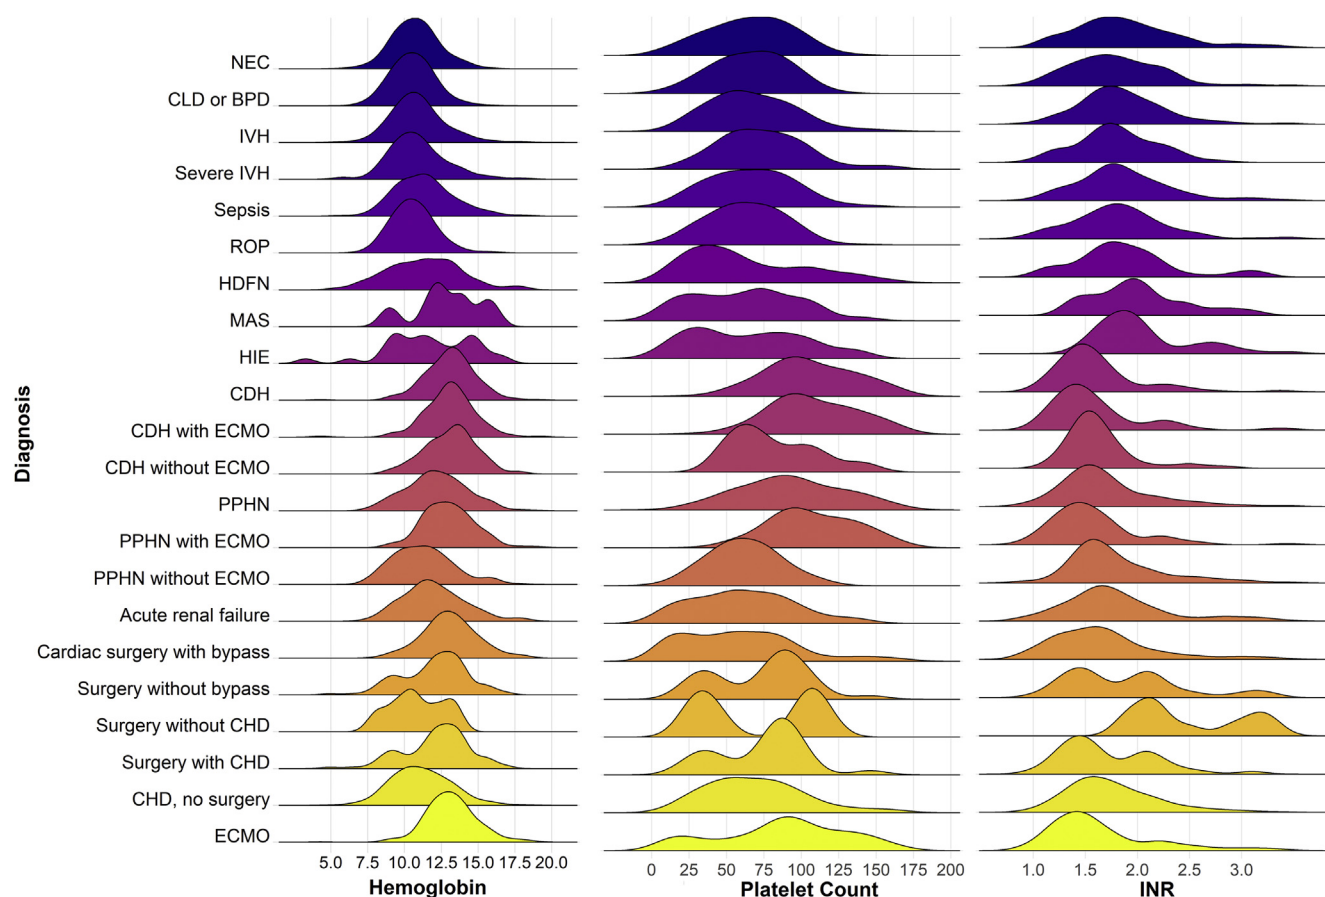 Diagnosis
NEC
CLD or BPD
IVH
Severe IVH
Sepsis
ROP
HDFN
MAS
HIE
CDH
CDH with ECMO
CDH without ECMO
PPHN
PPHN with ECMO
PPHN without ECMO
Acute renal failure
Cardiac surgery with bypass
Surgery without bypass
Surgery without CHD
Surgery with CHD
CHD, no surgery
ECMO
5.0 7.5 10.0 12.5 15.0 17.5 20.0
Hemoglobin
0 25 50 75 100 125 150 175 200
Platelet Count
1.0 1.5 2.0 2.5 3.0
INR